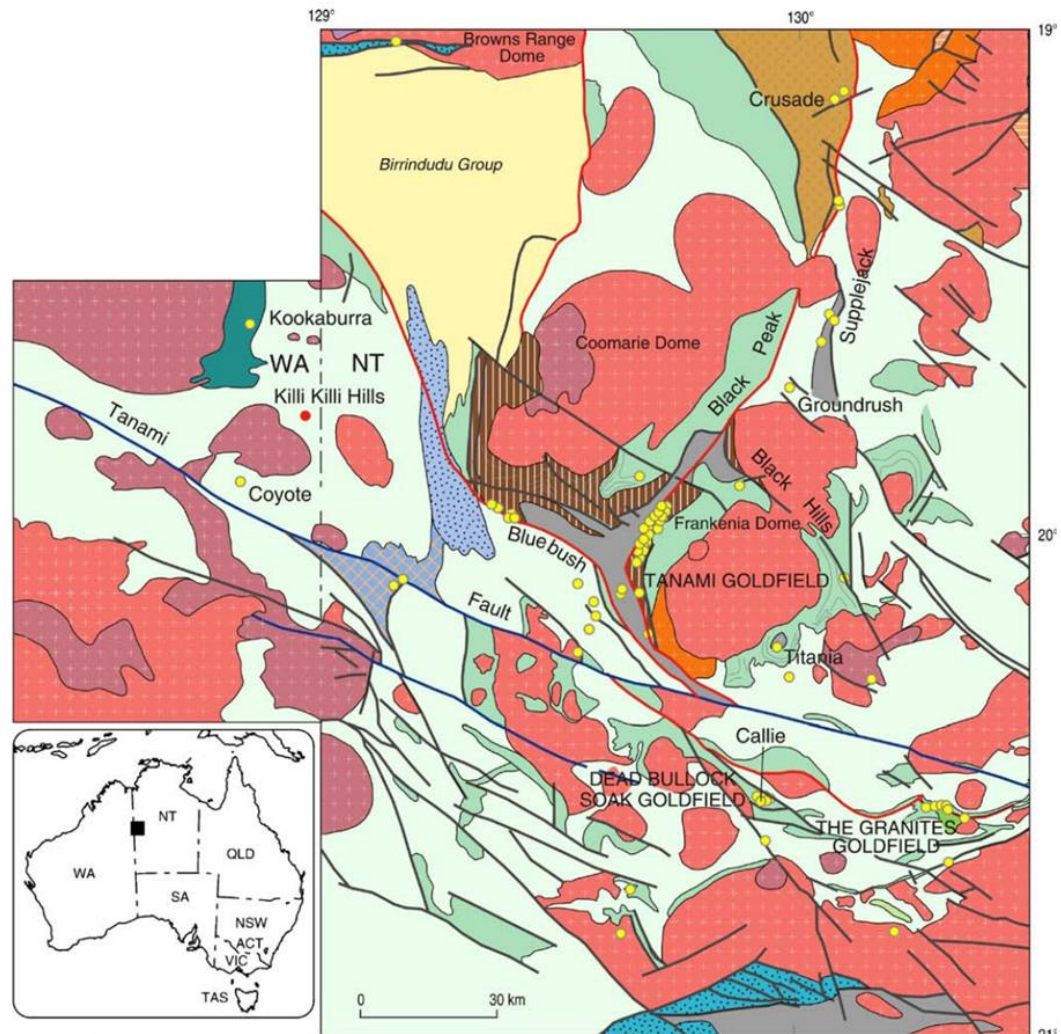 129°
130°
19°
Browns Range
Dome
Crusade
Birrindudu Group
Supplejack
Kookaburra
WA NT
Coomarie Dome
Peak
Black
Killi Killi Hills
Groundrush
Tanami
Black
Hills
Coyote
Frankenia Dome
20°
Bluebush
TANAMI GOLDFIELD
Fault
Titania
Callie
DEAD BULLOCK
SOAK GOLDFIELD
THE GRANITES
GOLDFIELD
NT
WA
QLD
SA
NSW
ACT
VIC
TAS
0 30 km
21°